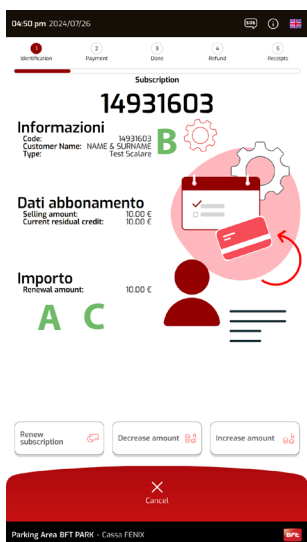 04:50 pm 2024/07/26 SOS
1 2 3 4 5
Identification Payment Done Refund Receipts
Subscription
14931603
Informazioni
Code: 14931603
Customer Name: NAME & SURNAME
Type: Test Scalare
B
Dati abbonamento
Selling amount: 10.00 €
Current residual credit: 10.00 €
Importo
Renewal amount: 10.00 €
A C
Renew
subscription
Decrease amount
Increase amount
Cancel
Parking Area BFT PARK - Cassa FENIX BFT